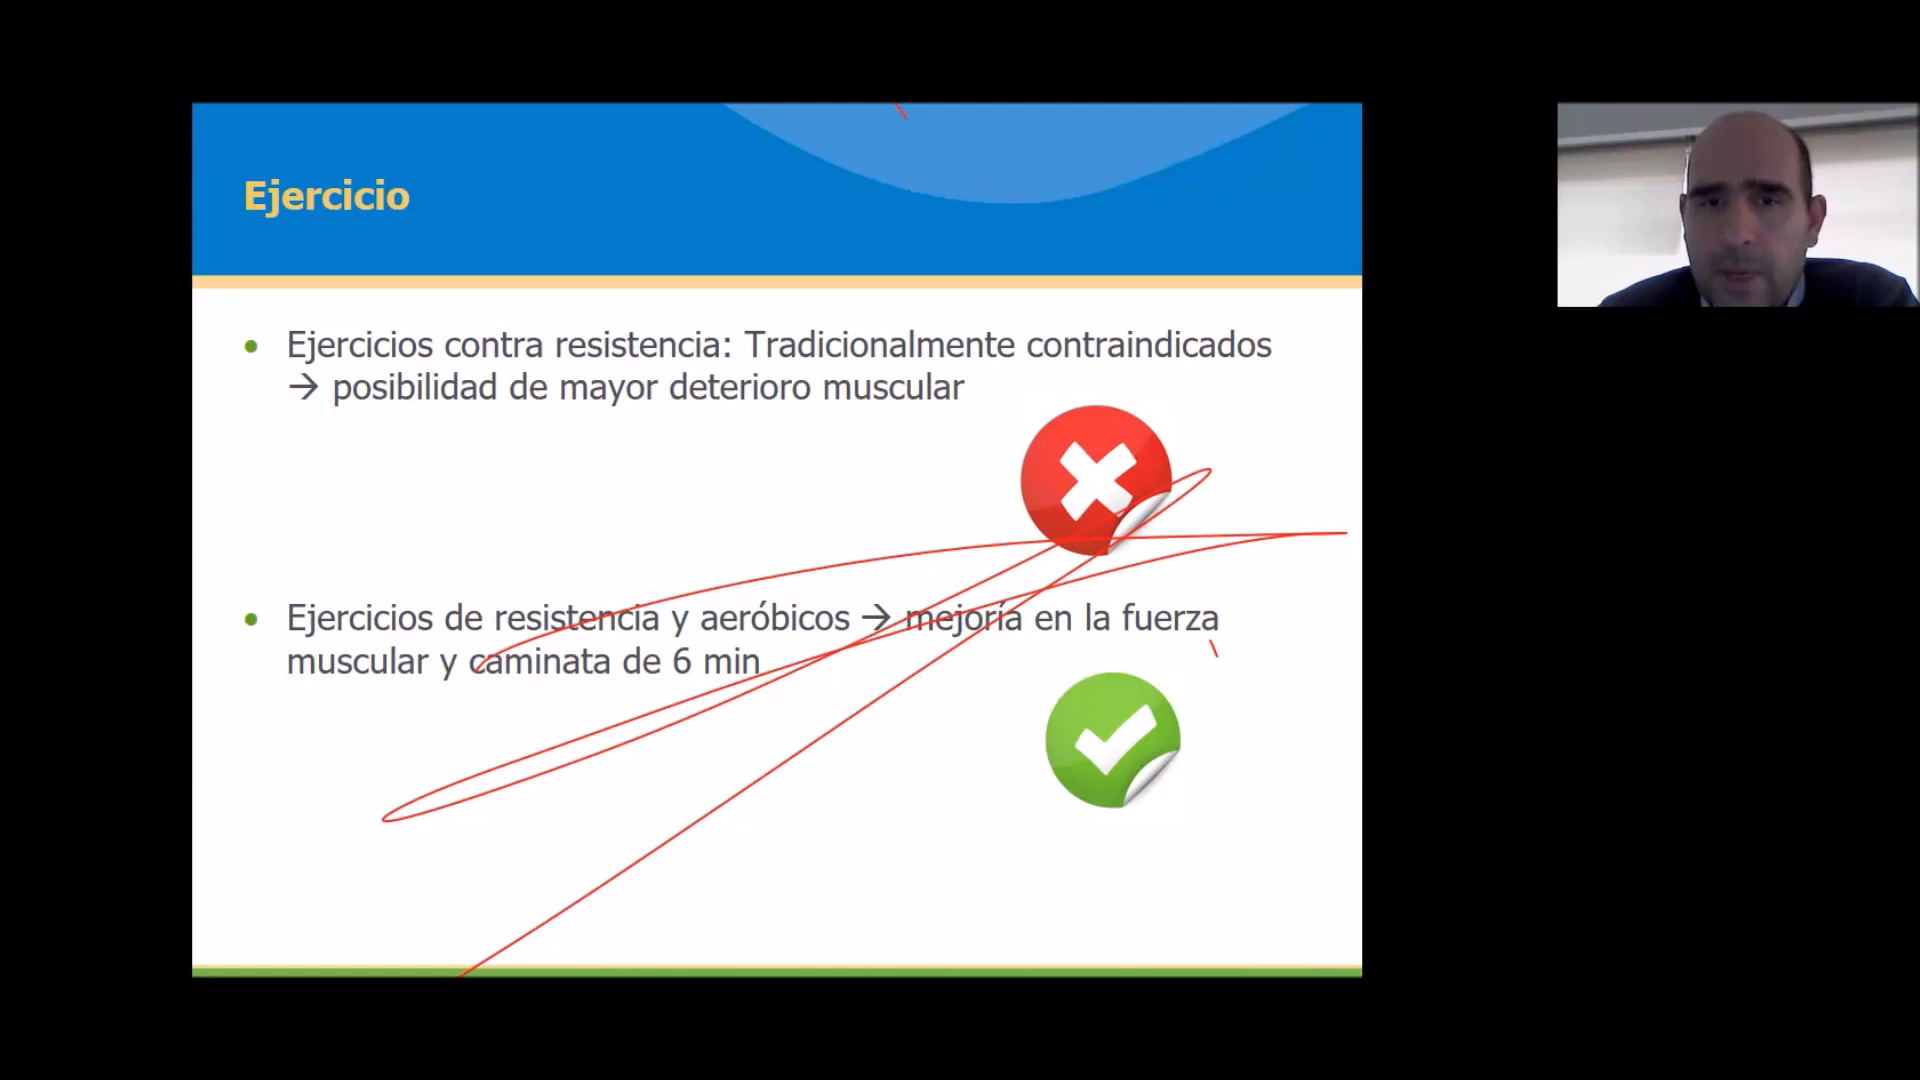 Ejercicio
• Ejercicios contra resistencia: Tradicionalmente contraindicados
→ posibilidad de mayor deterioro muscular
• Ejercicios de resistencia y aeróbicos → mejoría en la fuerza
muscular y caminata de 6 min